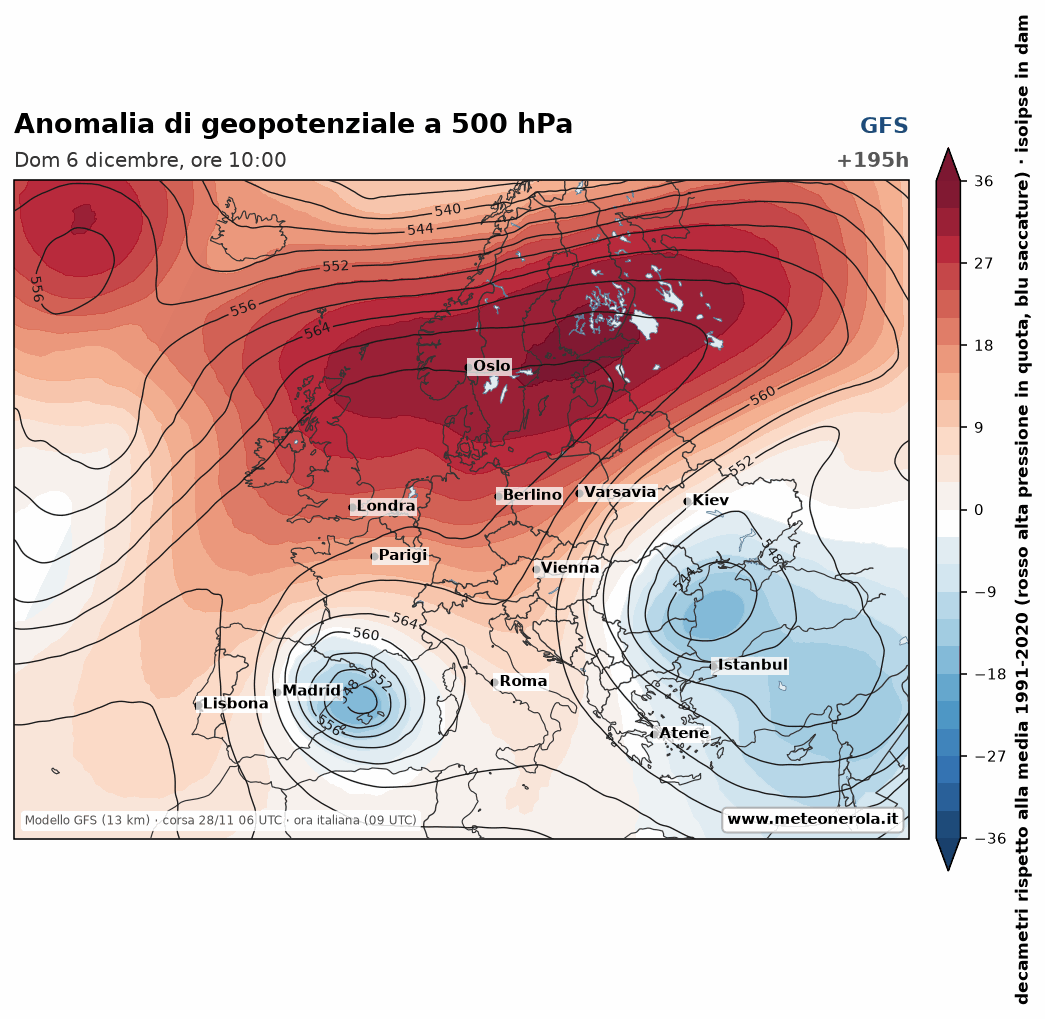 Anomalia di geopotenziale a 500 hPa
GFS
Dom 6 dicembre, ore 10:00
+195h
540
544
552
556
556
564
Oslo
560
552
Berlino
Varsavia
Kiev
Londra
Parigi
Vienna
548
544
564
560
552
548
556
Istanbul
Roma
Madrid
Lisbona
Atene
Modello GFS (13 km) · corsa 28/11 06 UTC · ora italiana (09 UTC)
www.meteonerola.it
36
27
18
9
0
−9
−18
−27
−36
decametri rispetto alla media 1991-2020 (rosso alta pressione in quota, blu saccature) · isoipse in dam